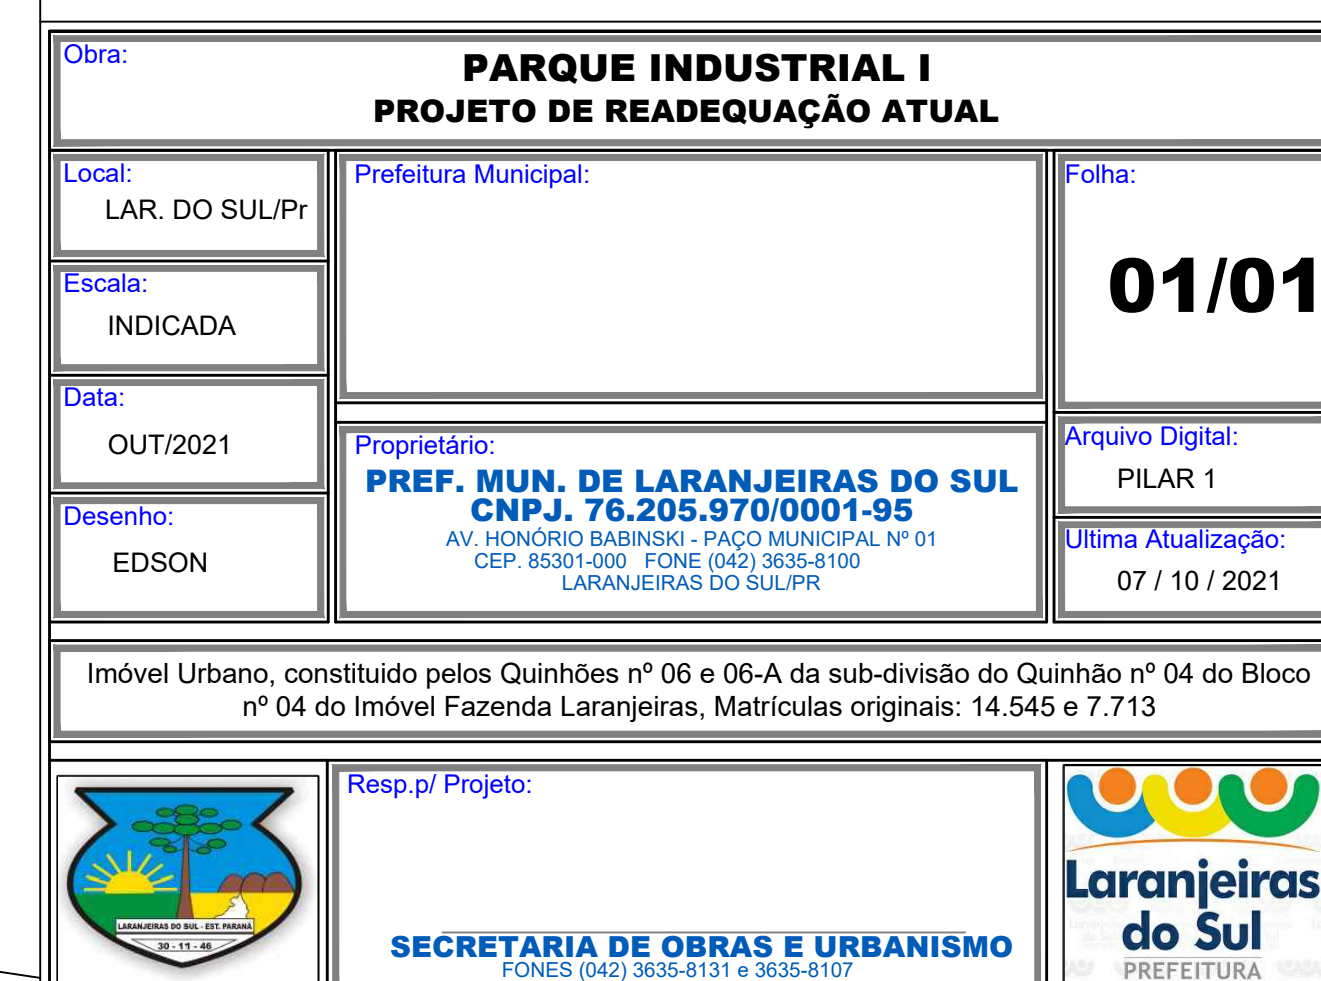 Obra:
PARQUE INDUSTRIAL I
PROJETO DE READEQUAÇÃO ATUAL
Local:
LAR. DO SUL/Pr
Escala:
INDICADA
Data:
OUT/2021
Desenho:
EDSON
Prefeitura Municipal:
Proprietário:
PREF. MUN. DE LARANJEIRAS DO SUL
CNPJ. 76.205.970/0001-95
AV. HONÓRIO BABINSKI - PAÇO MUNICIPAL Nº 01
CEP. 85301-000 FONE (042) 3635-8100
LARANJEIRAS DO SUL/PR
Folha:
01/01
Arquivo Digital:
PILAR 1
Ultima Atualização:
07 / 10 / 2021
Imóvel Urbano, constituido pelos Quinhões nº 06 e 06-A da sub-divisão do Quinhão nº 04 do Bloco
nº 04 do Imóvel Fazenda Laranjeiras, Matrículas originais: 14.545 e 7.713
LARANJEIRAS DO SUL - EST. PARANÁ
30 - 11 - 46
Resp.p/ Projeto:
SECRETARIA DE OBRAS E URBANISMO
FONES (042) 3635-8131 e 3635-8107
Laranjeiras
do Sul
PREFEITURA